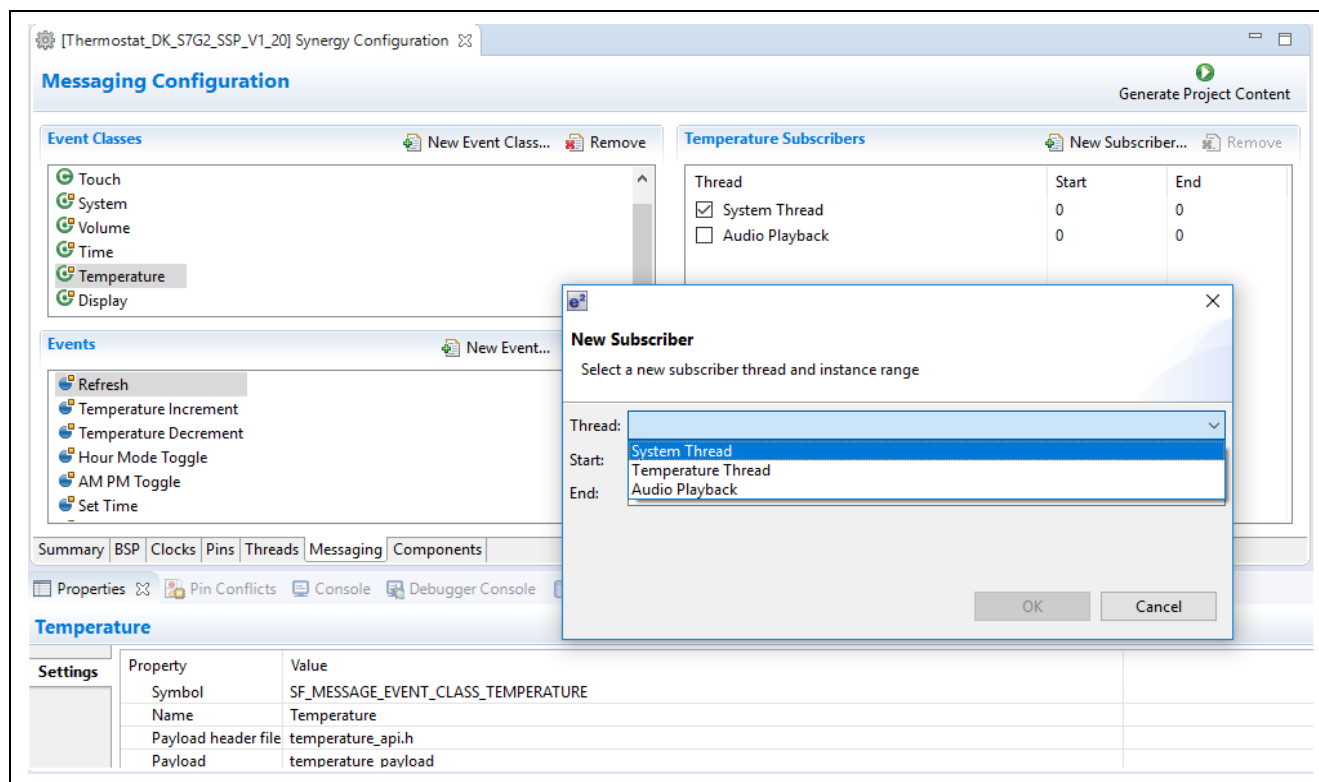 [Thermostat_DK_S7G2_SSP_V1_20] Synergy Configuration
Messaging Configuration
Generate Project Content
Event Classes
New Event Class...
Remove
Touch
System
Volume
Time
Temperature
Display
Temperature Subscribers
New Subscriber...
Remove
Thread Start End
System Thread 0 0
Audio Playback 0 0
Events
New Event...
Refresh
Temperature Increment
Temperature Decrement
Hour Mode Toggle
AM PM Toggle
Set Time
e²
New Subscriber
Select a new subscriber thread and instance range
Thread:
System Thread
Temperature Thread
Audio Playback
Start:
End:
OK
Cancel
Summary BSP Clocks Pins Threads Messaging Components
Properties Pin Conflicts Console Debugger Console
Temperature
Settings
Property Value
Symbol SF_MESSAGE_EVENT_CLASS_TEMPERATURE
Name Temperature
Payload header file temperature_api.h
Payload temperature_payload